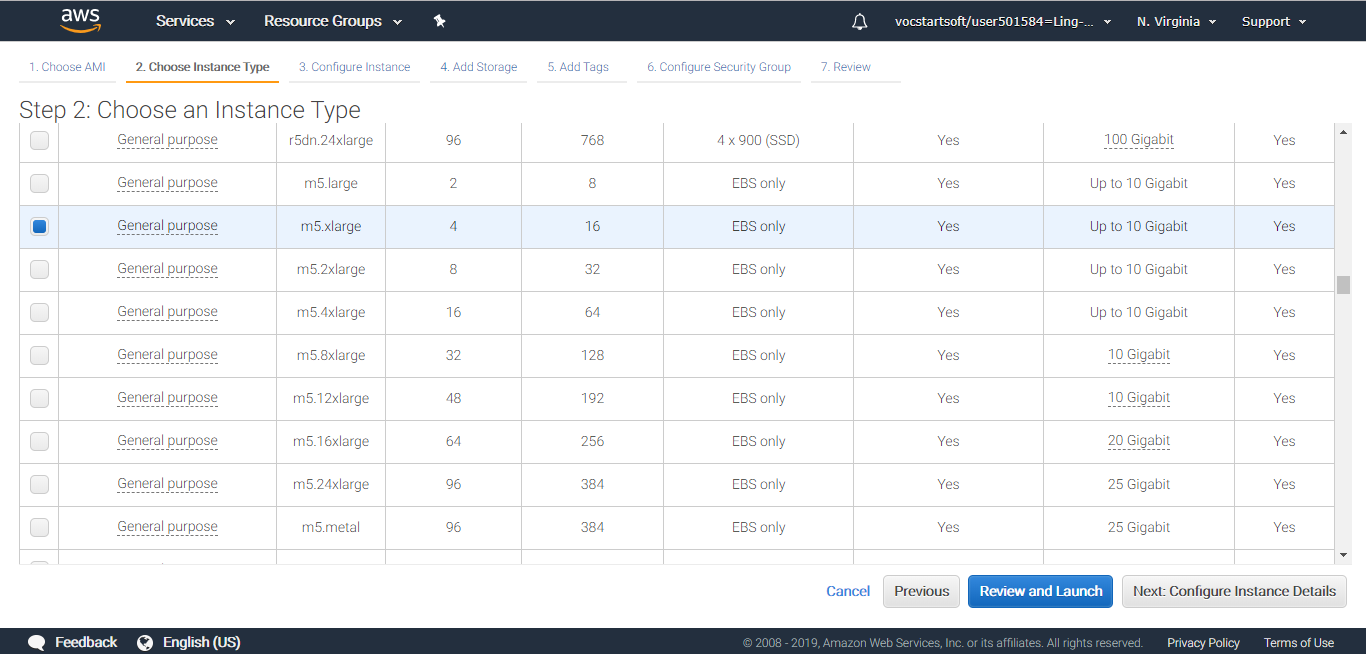 aws Services Resource Groups vocstartsoft/user501584=Ling-... N. Virginia Support
1. Choose AMI 2. Choose Instance Type 3. Configure Instance 4. Add Storage 5. Add Tags 6. Configure Security Group 7. Review
Step 2: Choose an Instance Type
General purpose r5dn.24xlarge 96 768 4 x 900 (SSD) Yes 100 Gigabit Yes
General purpose m5.large 2 8 EBS only Yes Up to 10 Gigabit Yes
General purpose m5.xlarge 4 16 EBS only Yes Up to 10 Gigabit Yes
General purpose m5.2xlarge 8 32 EBS only Yes Up to 10 Gigabit Yes
General purpose m5.4xlarge 16 64 EBS only Yes Up to 10 Gigabit Yes
General purpose m5.8xlarge 32 128 EBS only Yes 10 Gigabit Yes
General purpose m5.12xlarge 48 192 EBS only Yes 10 Gigabit Yes
General purpose m5.16xlarge 64 256 EBS only Yes 20 Gigabit Yes
General purpose m5.24xlarge 96 384 EBS only Yes 25 Gigabit Yes
General purpose m5.metal 96 384 EBS only Yes 25 Gigabit Yes
Cancel Previous Review and Launch Next: Configure Instance Details
Feedback English (US) © 2008 - 2019, Amazon Web Services, Inc. or its affiliates. All rights reserved. Privacy Policy Terms of Use